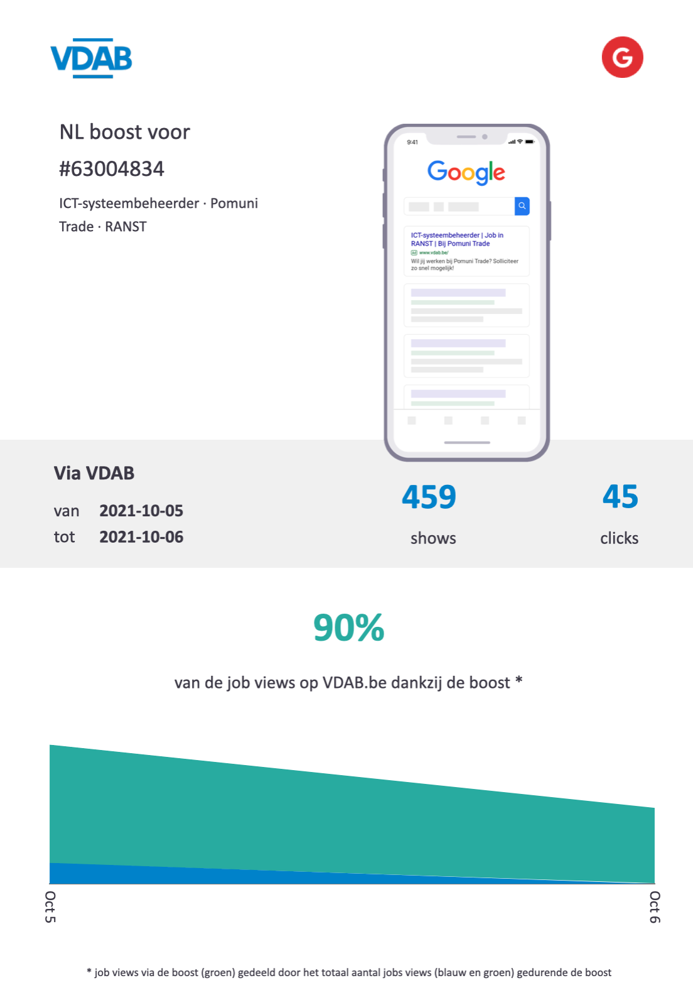 VDAB
G
NL boost voor
#63004834
ICT-systeembeheerder · Pomuni
Trade · RANST
9:41
Google
ICT-systeembeheerder | Job in
RANST | Bij Pomuni Trade
Ad www.vdab.be/
Wil jij werken bij Pomuni Trade? Solliciteer
zo snel mogelijk!
Via VDAB
van 2021-10-05
tot 2021-10-06
459
shows
45
clicks
90%
van de job views op VDAB.be dankzij de boost *
Oct 5
Oct 6
* job views via de boost (groen) gedeeld door het totaal aantal jobs views (blauw en groen) gedurende de boost